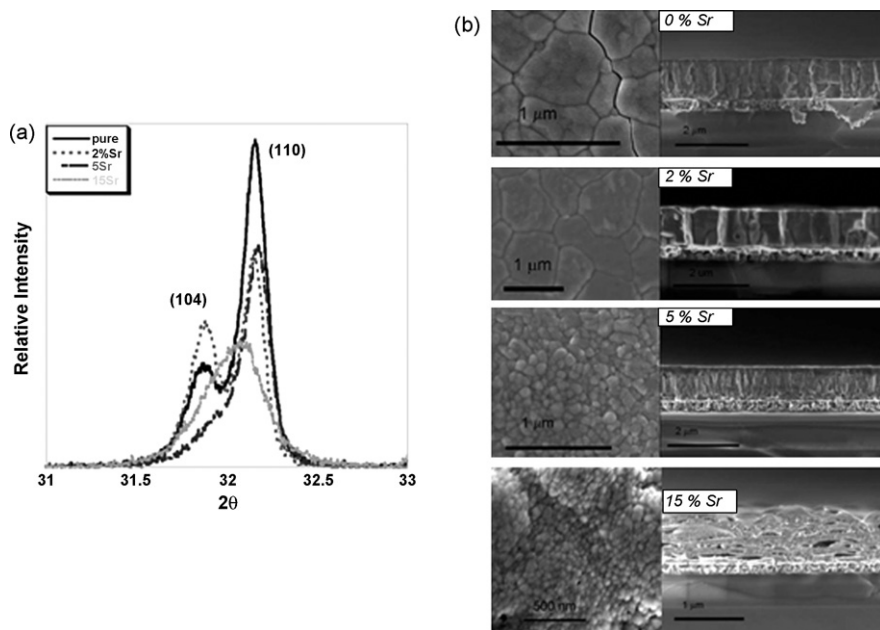 (a)
pure
2%Sr
5Sr
15Sr
(104)
(110)
Relative Intensity
31
31.5
32
32.5
33
2θ
(b)
0 % Sr
1 μm
2 μm
2 % Sr
1 μm
2 um
5 % Sr
1 μm
2 μm
15 % Sr
500 nm
1 μm